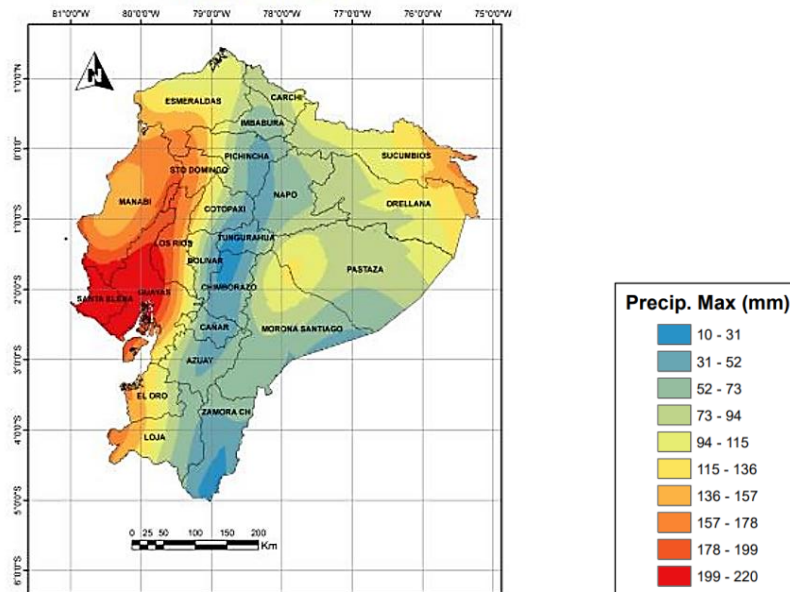 81°0'0"W 80°0'0"W 79°0'0"W 78°0'0"W 77°0'0"W 76°0'0"W 75°0'0"W
N
1°0'0"N
0°0'0"S
1°0'0"S
2°0'0"S
3°0'0"S
4°0'0"S
5°0'0"S
6°0'0"S
ESMERALDAS
CARCHI
IMBABURA
PICHINCHA
SUCUMBIOS
STO DOMINGO
NAPO
MANABI
COTOPAXI
ORELLANA
LOS RIOS
TUNGURAHUA
BOLIVAR
PASTAZA
CHIMBORAZO
SANTA ELENA
GUAYAS
CAÑAR
MORONA SANTIAGO
AZUAY
EL ORO
ZAMORA CH
LOJA
0 25 50 100 150 200
Km
Precip. Max (mm)
10 - 31
31 - 52
52 - 73
73 - 94
94 - 115
115 - 136
136 - 157
157 - 178
178 - 199
199 - 220